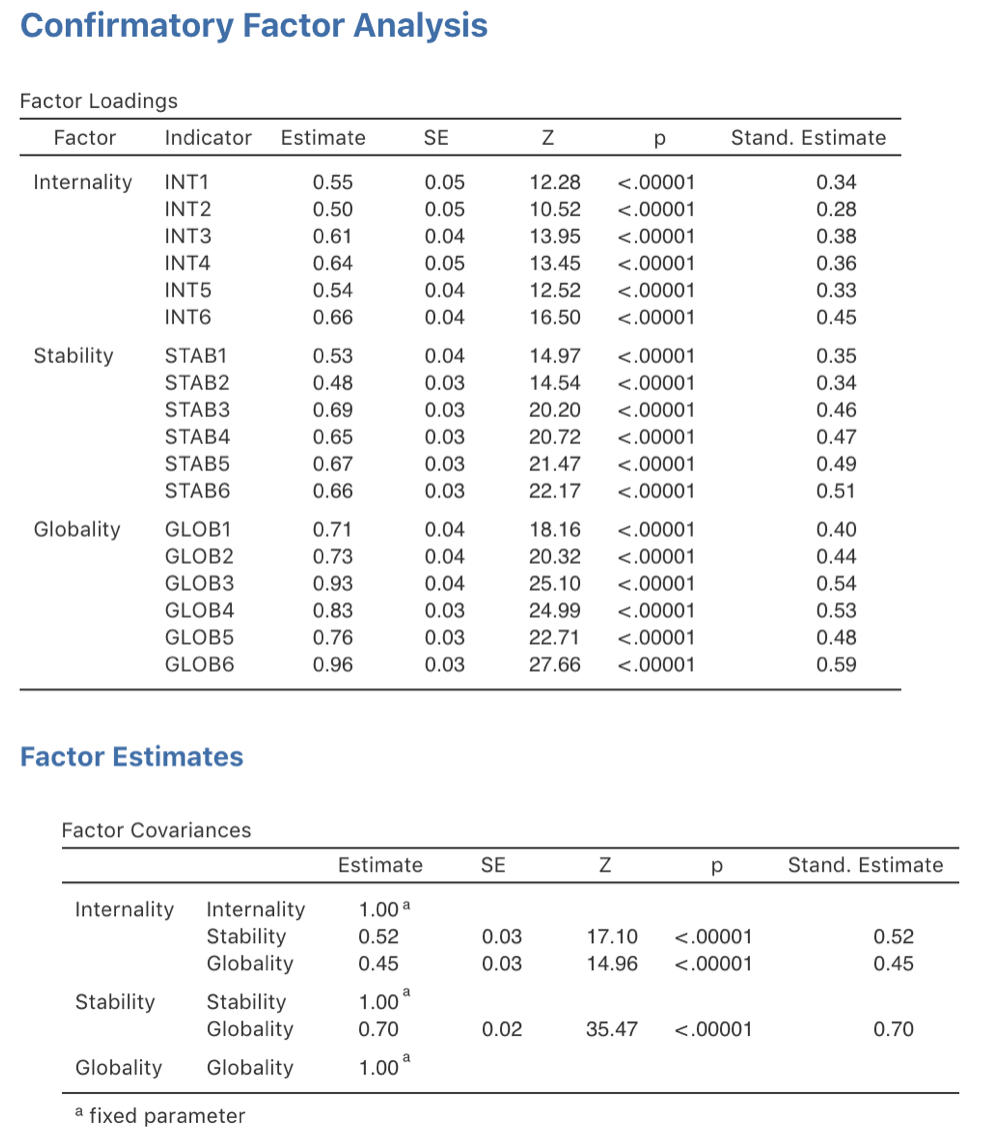 Confirmatory Factor Analysis
Factor Loadings
Factor Indicator Estimate SE Z p Stand. Estimate
Internality INT1 0.55 0.05 12.28 <.00001 0.34
INT2 0.50 0.05 10.52 <.00001 0.28
INT3 0.61 0.04 13.95 <.00001 0.38
INT4 0.64 0.05 13.45 <.00001 0.36
INT5 0.54 0.04 12.52 <.00001 0.33
INT6 0.66 0.04 16.50 <.00001 0.45
Stability STAB1 0.53 0.04 14.97 <.00001 0.35
STAB2 0.48 0.03 14.54 <.00001 0.34
STAB3 0.69 0.03 20.20 <.00001 0.46
STAB4 0.65 0.03 20.72 <.00001 0.47
STAB5 0.67 0.03 21.47 <.00001 0.49
STAB6 0.66 0.03 22.17 <.00001 0.51
Globality GLOB1 0.71 0.04 18.16 <.00001 0.40
GLOB2 0.73 0.04 20.32 <.00001 0.44
GLOB3 0.93 0.04 25.10 <.00001 0.54
GLOB4 0.83 0.03 24.99 <.00001 0.53
GLOB5 0.76 0.03 22.71 <.00001 0.48
GLOB6 0.96 0.03 27.66 <.00001 0.59
Factor Estimates
Factor Covariances
Estimate SE Z p Stand. Estimate
Internality Internality 1.00 ᵃ
Stability 0.52 0.03 17.10 <.00001 0.52
Globality 0.45 0.03 14.96 <.00001 0.45
Stability Stability 1.00 ᵃ
Globality 0.70 0.02 35.47 <.00001 0.70
Globality Globality 1.00 ᵃ
ᵃ fixed parameter